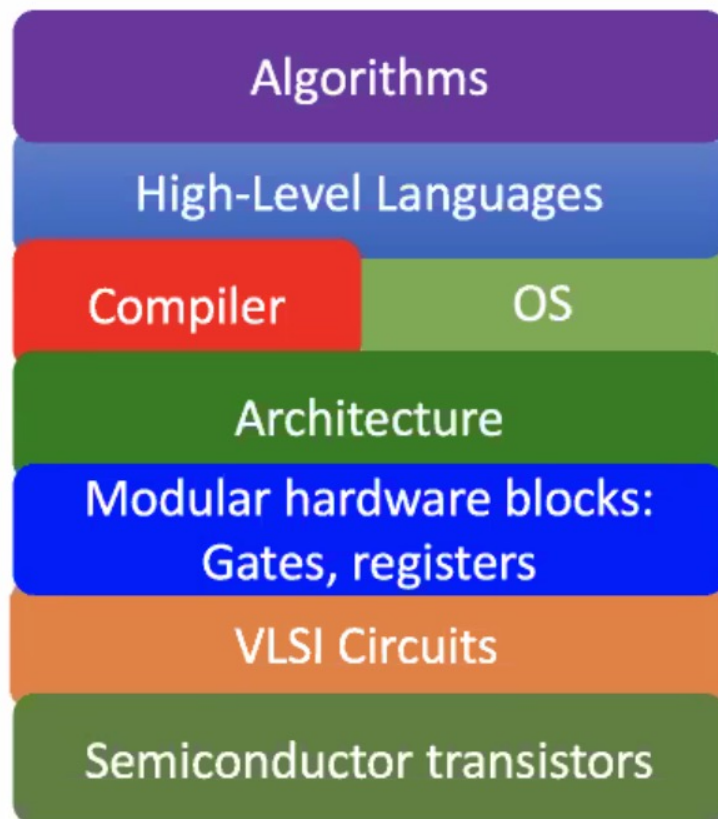 Algorithms
High-Level Languages
Compiler
OS
Architecture
Modular hardware blocks:
Gates, registers
VLSI Circuits
Semiconductor transistors